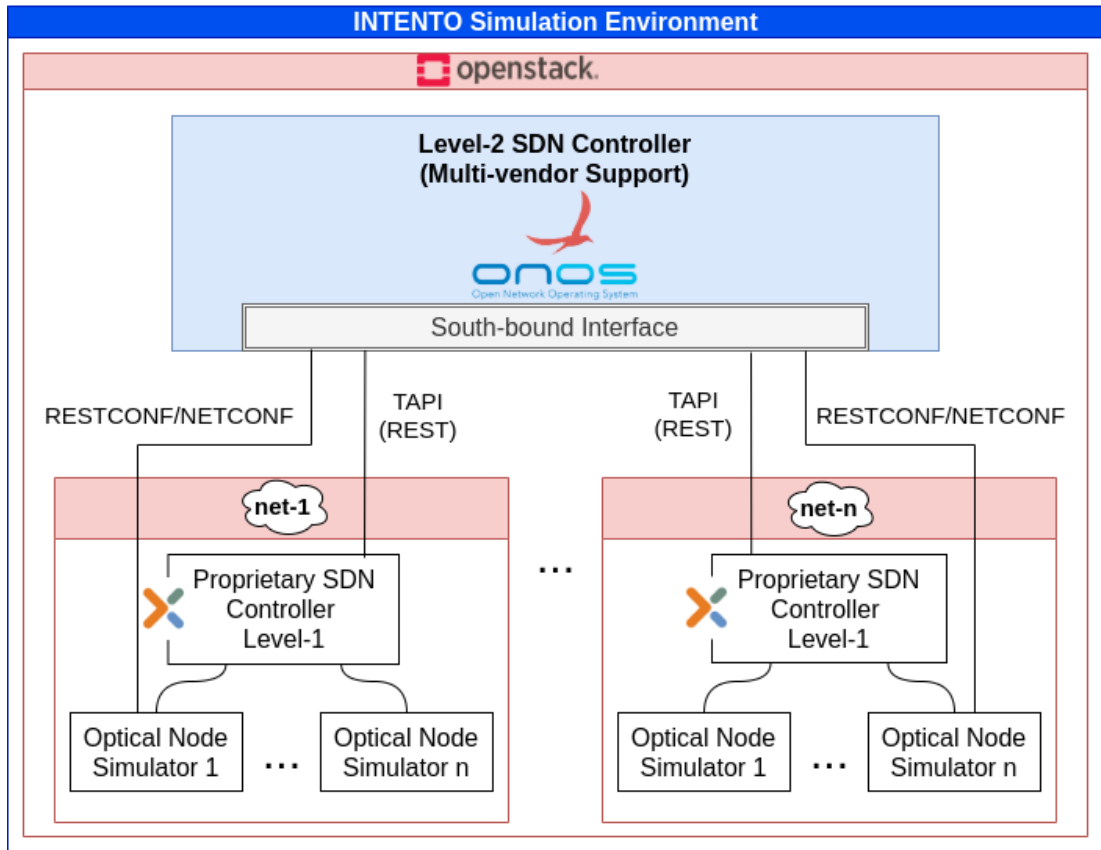 INTENTO Simulation Environment
openstack.
Level-2 SDN Controller
(Multi-vendor Support)
onos
Open Network Operating System
South-bound Interface
RESTCONF/NETCONF
TAPI
(REST)
TAPI
(REST)
RESTCONF/NETCONF
net-1
net-n
Proprietary SDN
Controller
Level-1
...
Proprietary SDN
Controller
Level-1
Optical Node
Simulator 1
...
Optical Node
Simulator n
Optical Node
Simulator 1
...
Optical Node
Simulator n